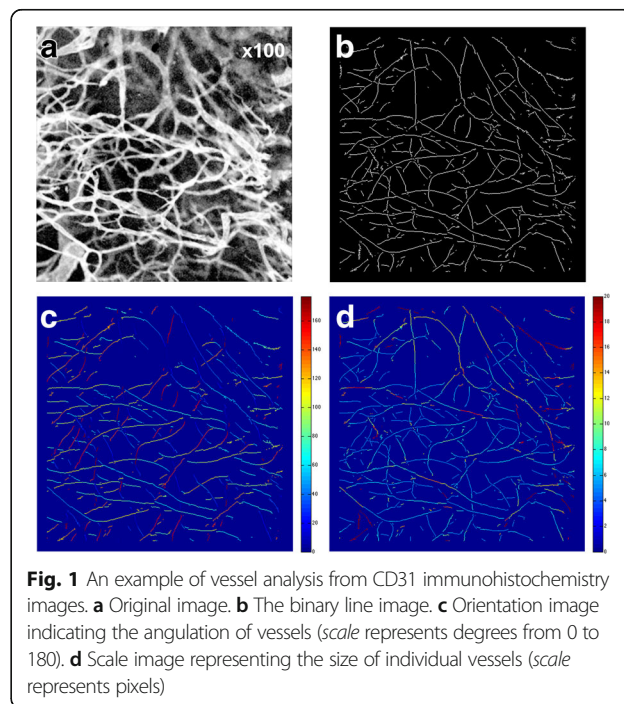 a
x100
b
c
160
140
120
100
80
60
40
20
0
d
20
18
16
14
12
10
8
6
4
2
0
Fig. 1 An example of vessel analysis from CD31 immunohistochemistry
images. a Original image. b The binary line image. c Orientation image
indicating the angulation of vessels (scale represents degrees from 0 to
180). d Scale image representing the size of individual vessels (scale
represents pixels)